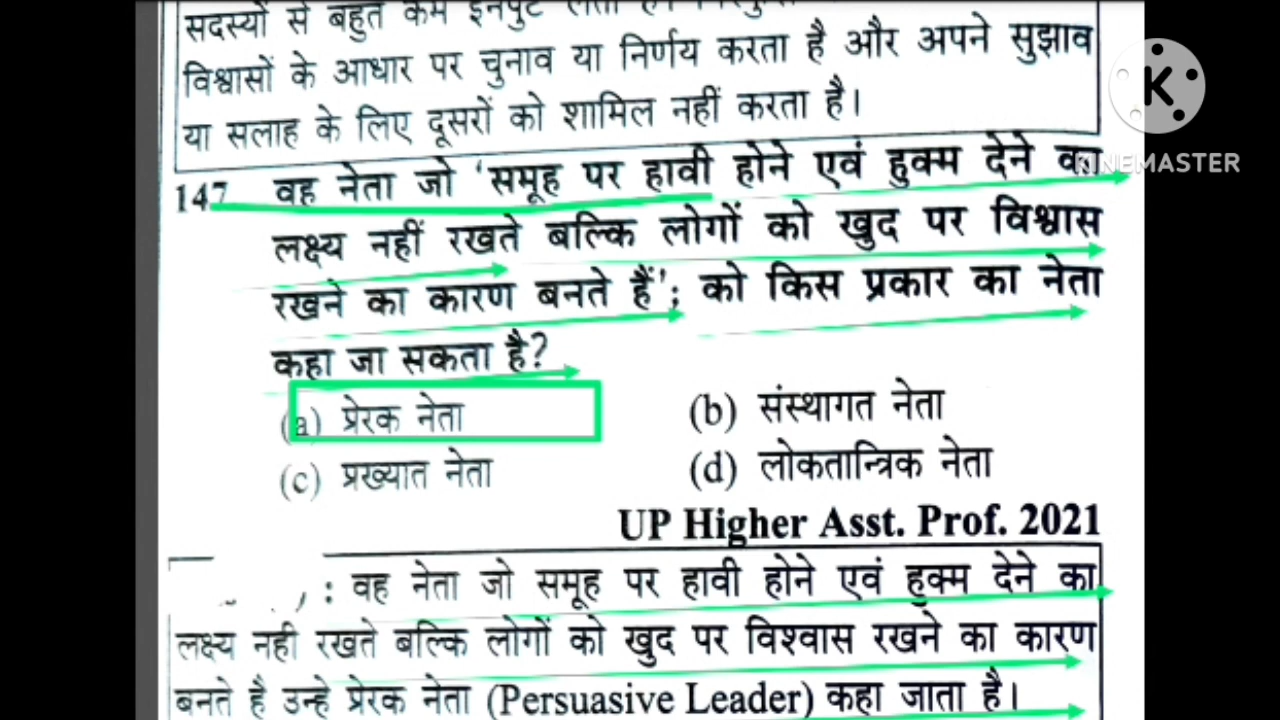 सदस्यों से बहुत कम इनपुट लेता है।
विश्वासों के आधार पर चुनाव या निर्णय करता है और अपने सुझाव
या सलाह के लिए दूसरों को शामिल नहीं करता है।
K
KINEMASTER
147 वह नेता जो 'समूह पर हावी होने एवं हुक्म देने का
लक्ष्य नहीं रखते बल्कि लोगों को खुद पर विश्वास
रखने का कारण बनते हैं'; को किस प्रकार का नेता
कहा जा सकता है?
(a) प्रेरक नेता (b) संस्थागत नेता
(c) प्रख्यात नेता (d) लोकतान्त्रिक नेता
UP Higher Asst. Prof. 2021
: वह नेता जो समूह पर हावी होने एवं हुक्म देने का
लक्ष्य नही रखते बल्कि लोगों को खुद पर विश्वास रखने का कारण
बनते है उन्हे प्रेरक नेता (Persuasive Leader) कहा जाता है।